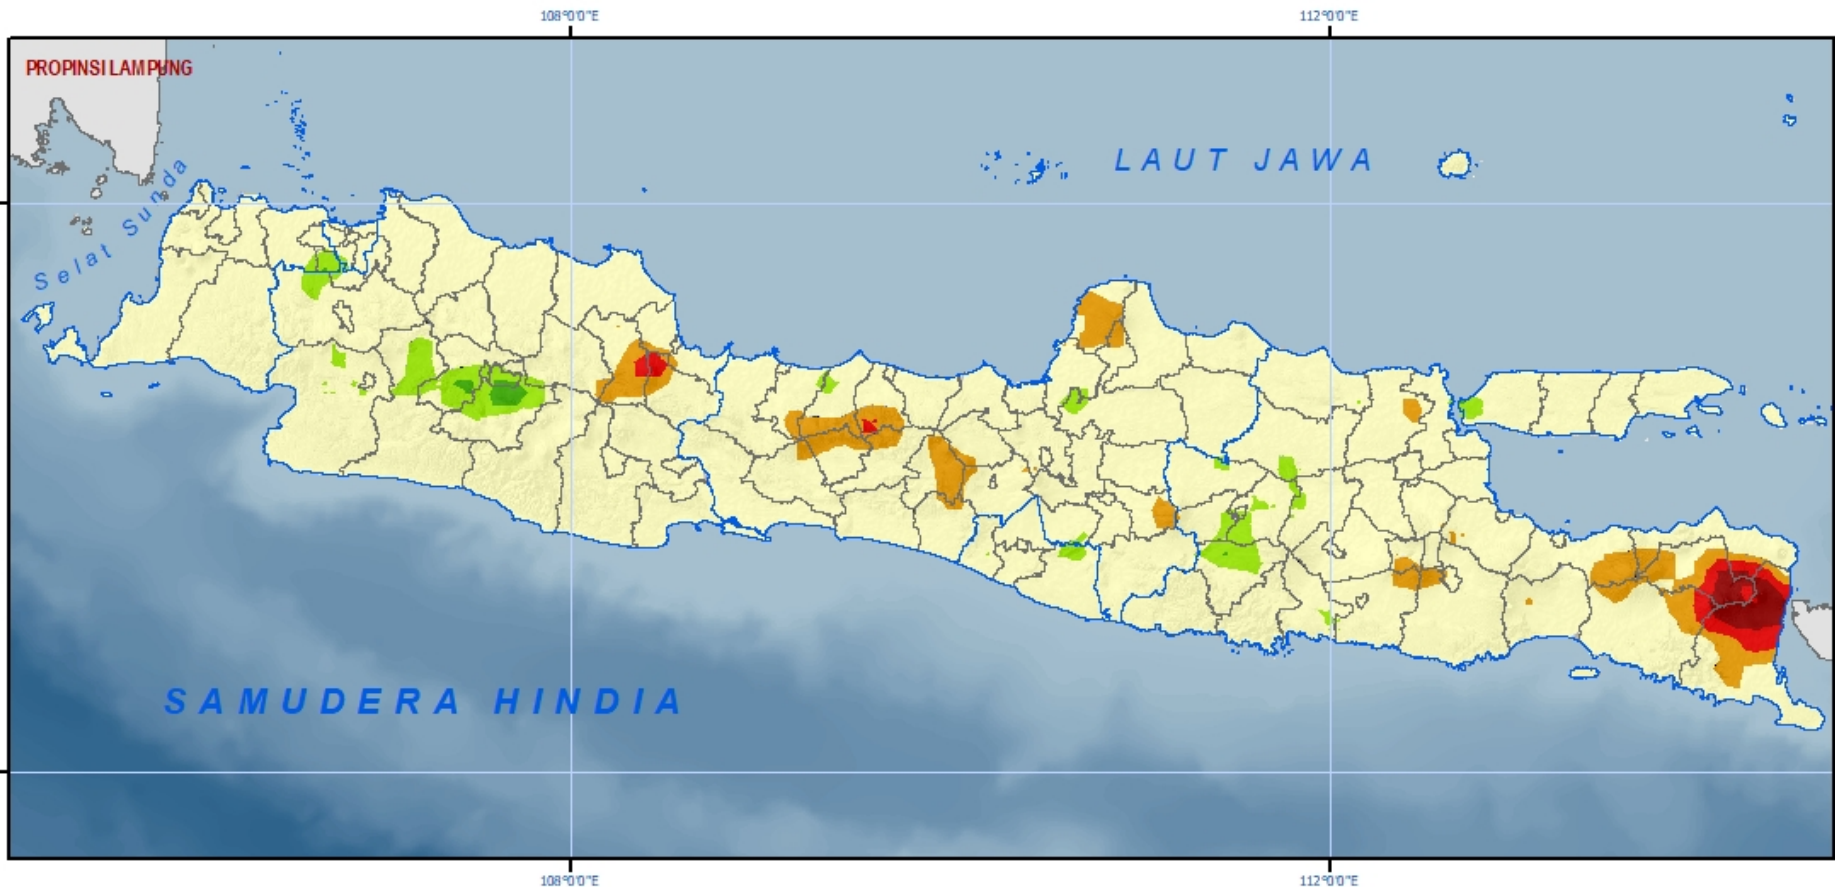 108°0'0"E
112°0'0"E
PROPINSI LAMPUNG
LAUT JAWA
Selat Sunda
SAMUDERA HINDIA
108°0'0"E
112°0'0"E